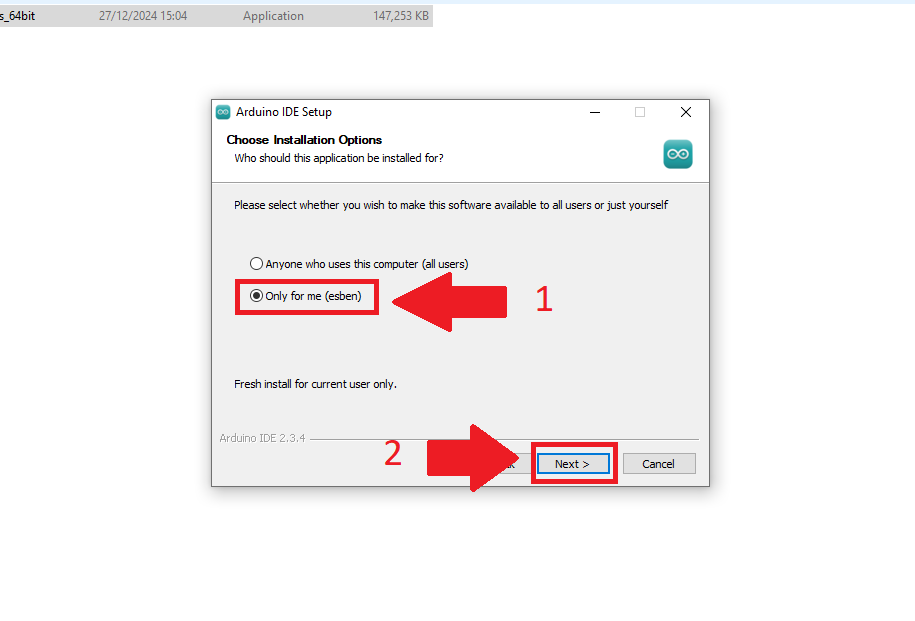 s_64bit 27/12/2024 15:04 Application 147,253 KB
Arduino IDE Setup
Choose Installation Options
Who should this application be installed for?
Please select whether you wish to make this software available to all users or just yourself
Anyone who uses this computer (all users)
Only for me (esben)
1
Fresh install for current user only.
Arduino IDE 2.3.4
2
Next >
Cancel